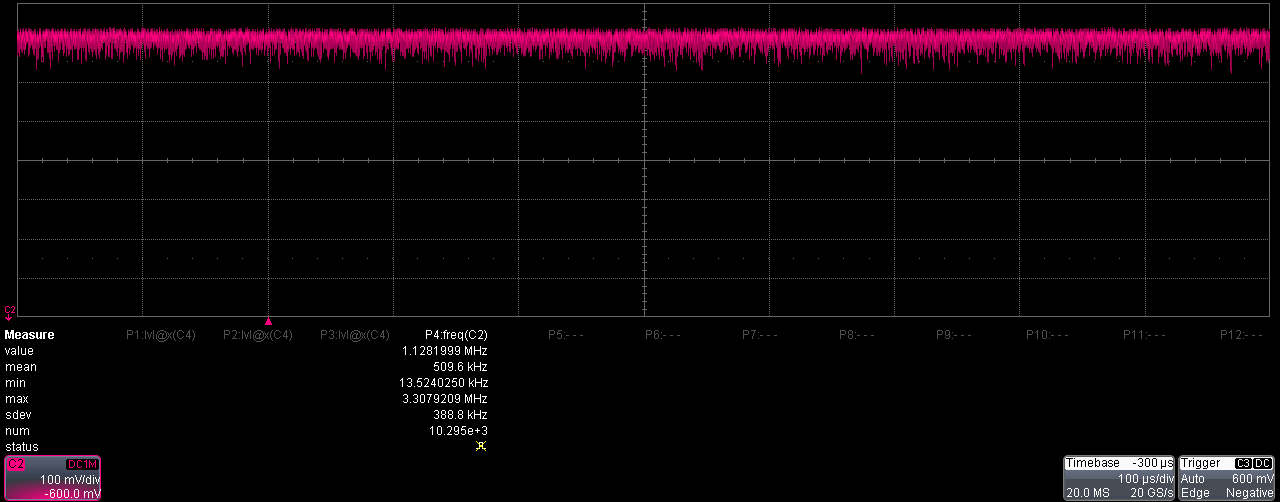 C2
Measure P1:lvl@x(C4) P2:lvl@x(C4) P3:lvl@x(C4) P4:freq(C2) P5:- - - P6:- - - P7:- - - P8:- - - P9:- - - P10:- - - P11:- - - P12:- - -
value 1.1281999 MHz
mean 509.6 kHz
min 13.5240250 kHz
max 3.3079209 MHz
sdev 388.8 kHz
num 10.295e+3
status
C2 DC1M
100 mV/div
-600.0 mV
Timebase -300 µs
100 µs/div
20.0 MS 20 GS/s
Trigger C3 DC
Auto 600 mV
Edge Negative